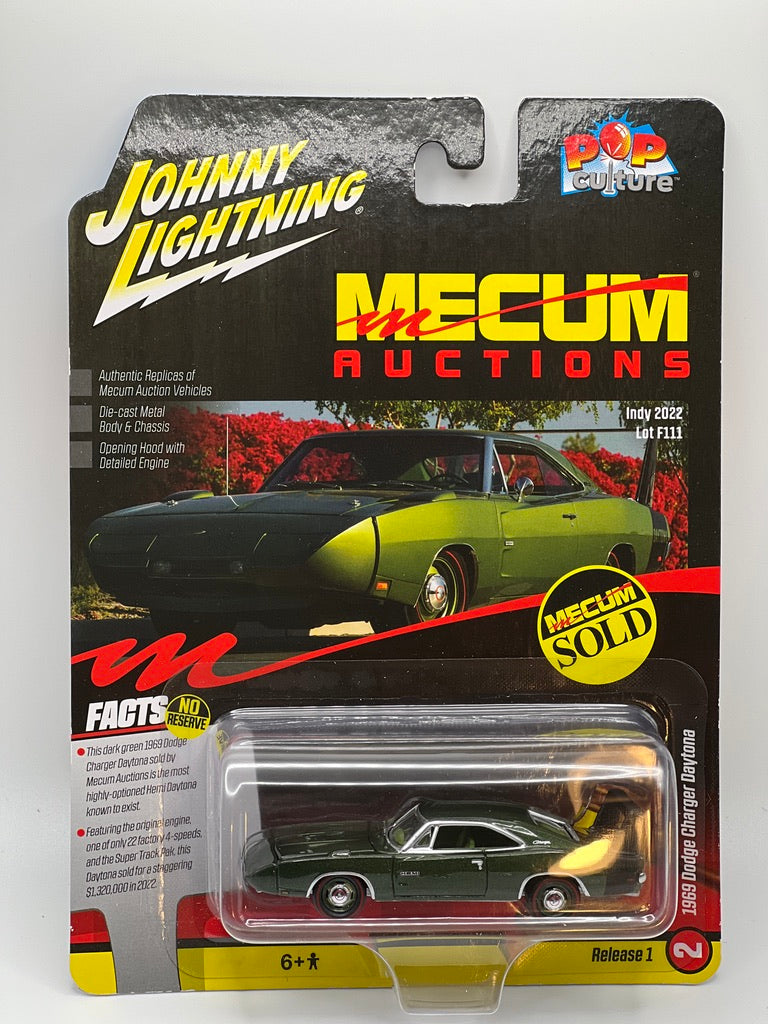 JOHNNY
LIGHTNING®
POP
culture™
MECUM®
AUCTIONS
Authentic Replicas of
Mecum Auction Vehicles
Die-cast Metal
Body & Chassis
Opening Hood with
Detailed Engine
Indy 2022
Lot F111
MECUM
SOLD
FACTS
NO
RESERVE
This dark green 1969 Dodge
Charger Daytona sold by
Mecum Auctions is the most
highly-optioned Hemi Daytona
known to exist.
Featuring the original engine,
one of only 22 factory 4-speeds,
and the Super Track Pak, this
Daytona sold for a staggering
$1,320,000 in 2022.
1969 Dodge Charger Daytona
6+
Release 1
2